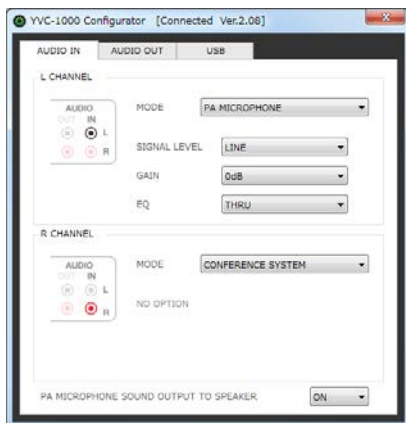 YVC-1000 Configurator [Connected Ver.2.08]
AUDIO IN AUDIO OUT USB
L CHANNEL
AUDIO
OUT IN
L
R
MODE PA MICROPHONE
SIGNAL LEVEL LINE
GAIN 0dB
EQ THRU
R CHANNEL
AUDIO
OUT IN
L
R
MODE CONFERENCE SYSTEM
NO OPTION
PA MICROPHONE SOUND OUTPUT TO SPEAKER ON